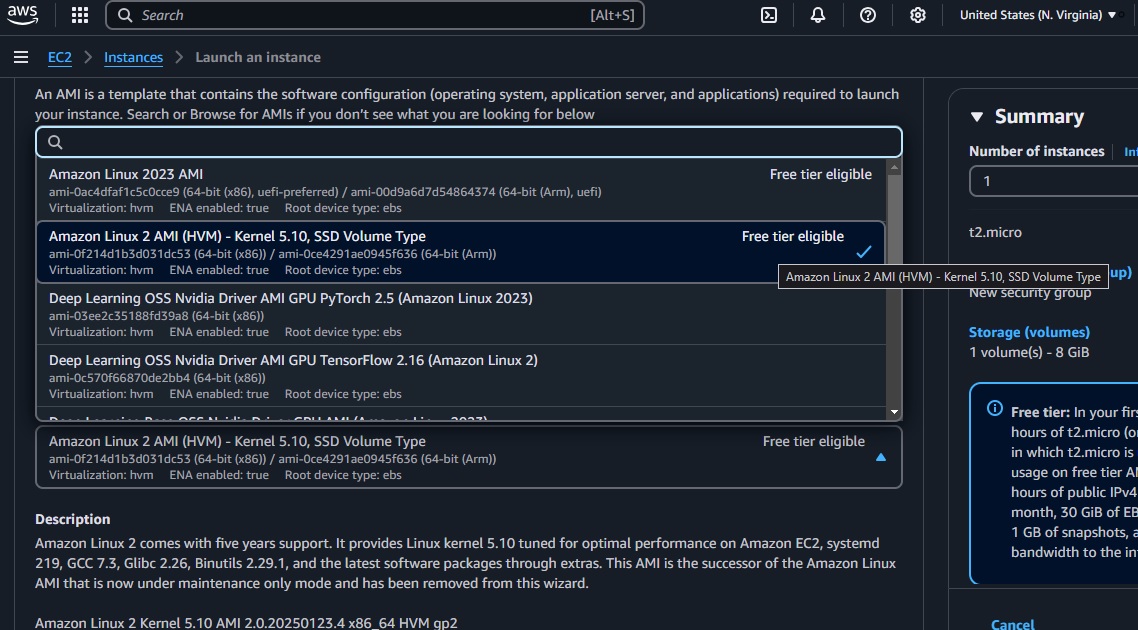 aws
Search [Alt+S]
United States (N. Virginia)
EC2 Instances Launch an instance
An AMI is a template that contains the software configuration (operating system, application server, and applications) required to launch
your instance. Search or Browse for AMIs if you don't see what you are looking for below
Amazon Linux 2023 AMI Free tier eligible
ami-0ac4dfaf1c5c0cce9 (64-bit (x86), uefi-preferred) / ami-00d9a6d7d54864374 (64-bit (Arm), uefi)
Virtualization: hvm ENA enabled: true Root device type: ebs
Amazon Linux 2 AMI (HVM) - Kernel 5.10, SSD Volume Type Free tier eligible
ami-0f214d1b3d031dc53 (64-bit (x86)) / ami-0ce4291ae0945f636 (64-bit (Arm))
Virtualization: hvm ENA enabled: true Root device type: ebs
Amazon Linux 2 AMI (HVM) - Kernel 5.10, SSD Volume Type
Deep Learning OSS Nvidia Driver AMI GPU PyTorch 2.5 (Amazon Linux 2023)
ami-03ee2c35188fd39a8 (64-bit (x86))
Virtualization: hvm ENA enabled: true Root device type: ebs
Deep Learning OSS Nvidia Driver AMI GPU TensorFlow 2.16 (Amazon Linux 2)
ami-0c570f66870de2bb4 (64-bit (x86))
Virtualization: hvm ENA enabled: true Root device type: ebs
Deep Learning Base OSS Nvidia Driver GPU AMI (Amazon Linux 2023)
Amazon Linux 2 AMI (HVM) - Kernel 5.10, SSD Volume Type Free tier eligible
ami-0f214d1b3d031dc53 (64-bit (x86)) / ami-0ce4291ae0945f636 (64-bit (Arm))
Virtualization: hvm ENA enabled: true Root device type: ebs
Description
Amazon Linux 2 comes with five years support. It provides Linux kernel 5.10 tuned for optimal performance on Amazon EC2, systemd
219, GCC 7.3, Glibc 2.26, Binutils 2.29.1, and the latest software packages through extras. This AMI is the successor of the Amazon Linux
AMI that is now under maintenance only mode and has been removed from this wizard.
Amazon Linux 2 Kernel 5.10 AMI 2.0.20250123.4 x86_64 HVM gp2
Summary
Number of instances
1
t2.micro
up)
New security group
Storage (volumes)
1 volume(s) - 8 GiB
Free tier: In your
hours of t2.micro
in which t2.micro is
usage on free tier
hours of public IPv4
month, 30 GiB of
1 GB of snapshots,
bandwidth to the
Cancel